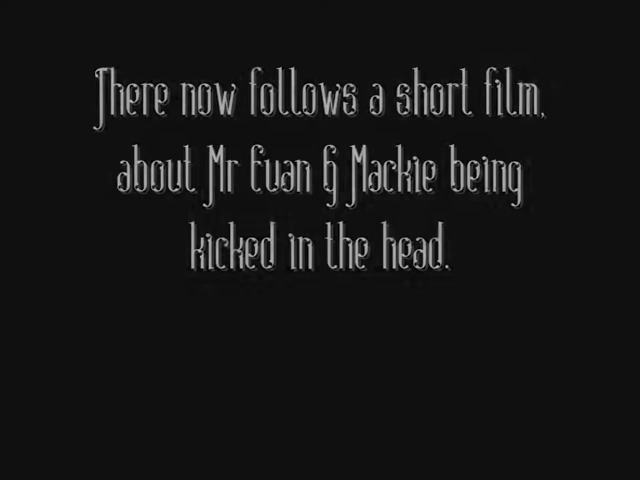 There now follows a short film,
about Mr Euan & Mackie being
kicked in the head.